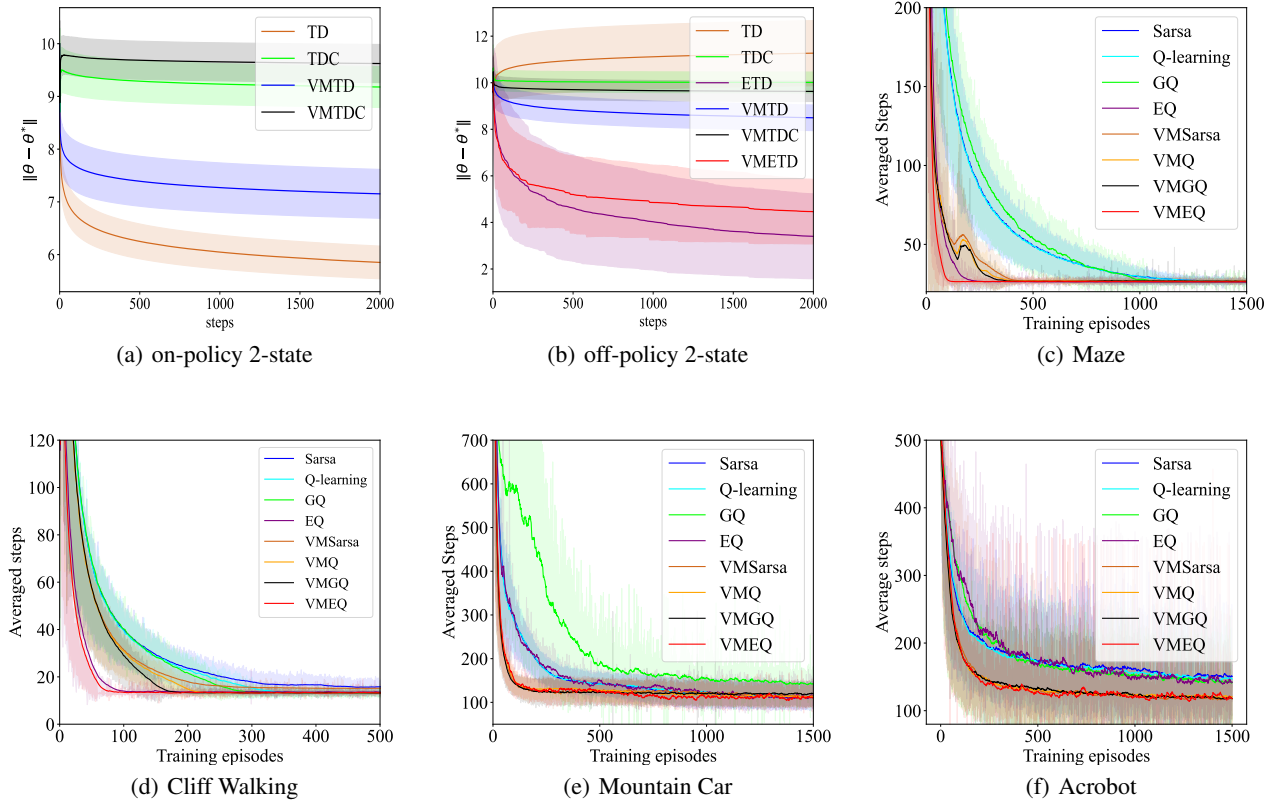 10
9
8
7
6
‖θ − θ*‖
0
500
1000
1500
2000
steps
TD
TDC
VMTD
VMTDC
(a) on-policy 2-state
12
10
8
6
4
2
‖θ − θ*‖
0
500
1000
1500
2000
steps
TD
TDC
ETD
VMTD
VMTDC
VMETD
(b) off-policy 2-state
200
150
100
50
Averaged Steps
0
500
1000
1500
Training episodes
Sarsa
Q-learning
GQ
EQ
VMSarsa
VMQ
VMGQ
VMEQ
(c) Maze
120
100
80
60
40
20
0
Averaged steps
0
100
200
300
400
500
Training episodes
Sarsa
Q-learning
GQ
EQ
VMSarsa
VMQ
VMGQ
VMEQ
(d) Cliff Walking
700
600
500
400
300
200
100
Averaged Steps
0
500
1000
1500
Training episodes
Sarsa
Q-learning
GQ
EQ
VMSarsa
VMQ
VMGQ
VMEQ
(e) Mountain Car
500
400
300
200
100
Average steps
0
500
1000
1500
Training episodes
Sarsa
Q-learning
GQ
EQ
VMSarsa
VMQ
VMGQ
VMEQ
(f) Acrobot